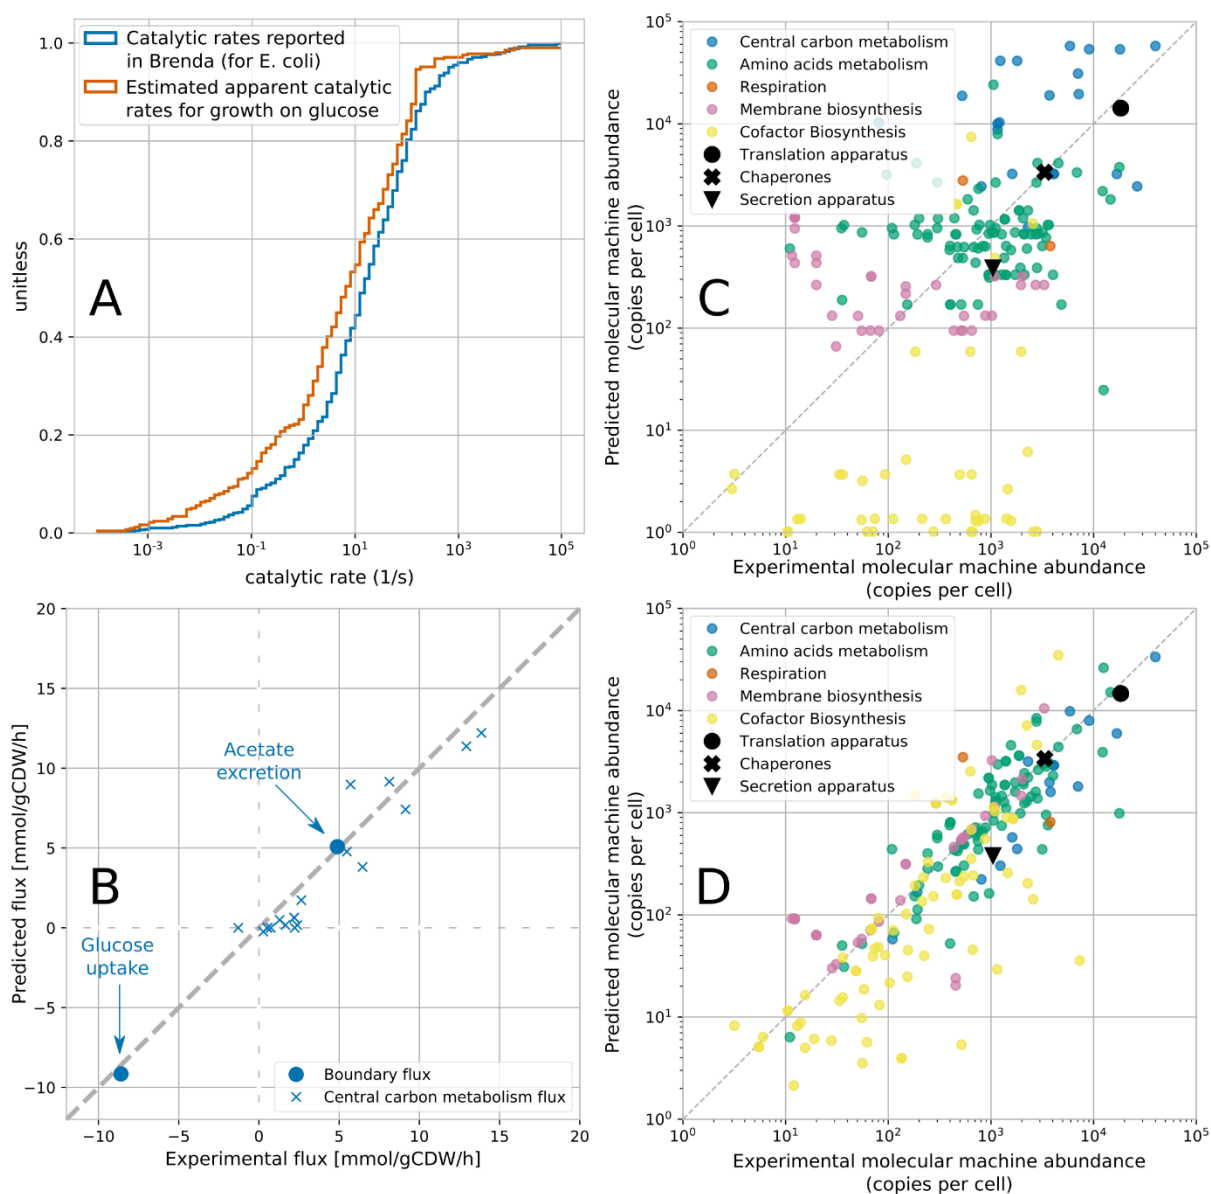 Catalytic rates reported
in Brenda (for E. coli)
Estimated apparent catalytic
rates for growth on glucose
1.0
0.8
0.6
0.4
0.2
0.0
unitless
A
10^-3
10^-1
10^1
10^3
10^5
catalytic rate (1/s)
10^5
10^4
10^3
10^2
10^1
10^0
Predicted molecular machine abundance
(copies per cell)
Central carbon metabolism
Amino acids metabolism
Respiration
Membrane biosynthesis
Cofactor Biosynthesis
Translation apparatus
Chaperones
Secretion apparatus
C
10^0
10^1
10^2
10^3
10^4
10^5
Experimental molecular machine abundance
(copies per cell)
20
15
10
5
0
−5
−10
Predicted flux [mmol/gCDW/h]
Acetate
excretion
B
Glucose
uptake
Boundary flux
Central carbon metabolism flux
−10
−5
0
5
10
15
20
Experimental flux [mmol/gCDW/h]
10^5
10^4
10^3
10^2
10^1
10^0
Predicted molecular machine abundance
(copies per cell)
Central carbon metabolism
Amino acids metabolism
Respiration
Membrane biosynthesis
Cofactor Biosynthesis
Translation apparatus
Chaperones
Secretion apparatus
D
10^0
10^1
10^2
10^3
10^4
10^5
Experimental molecular machine abundance
(copies per cell)